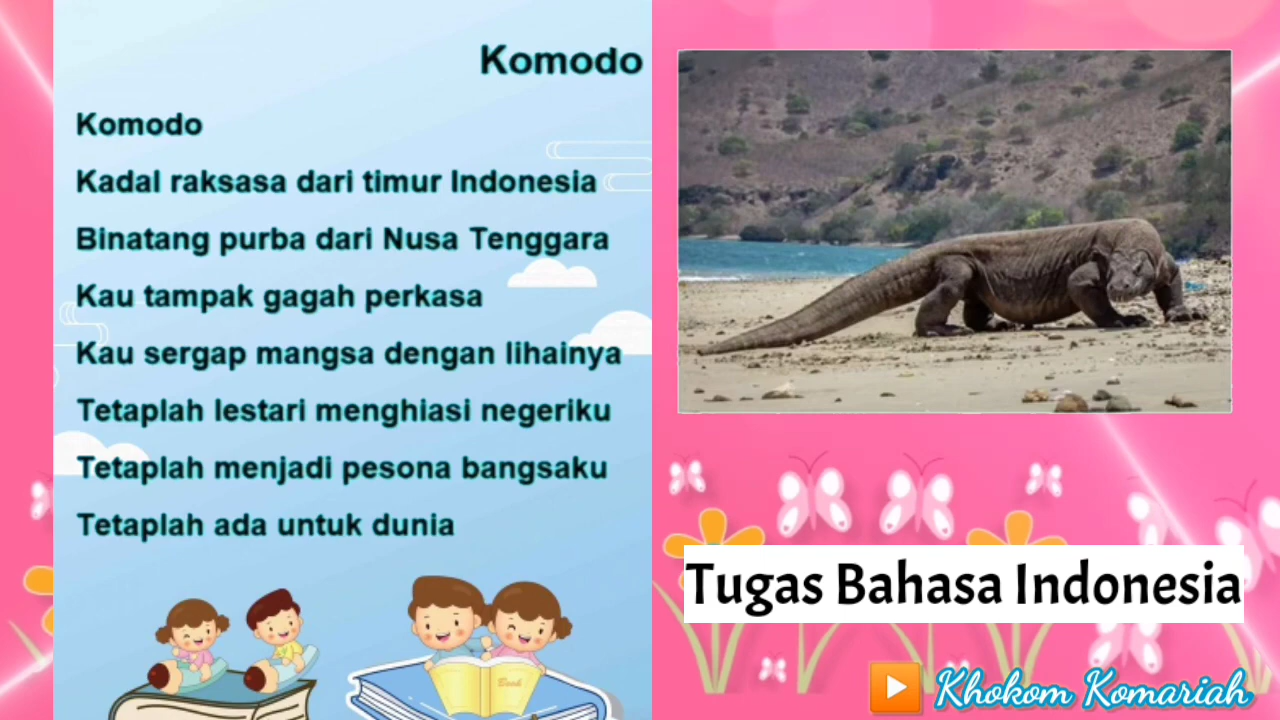 Komodo
Komodo
Kadal raksasa dari timur Indonesia
Binatang purba dari Nusa Tenggara
Kau tampak gagah perkasa
Kau sergap mangsa dengan lihainya
Tetaplah lestari menghiasi negeriku
Tetaplah menjadi pesona bangsaku
Tetaplah ada untuk dunia
Book
Tugas Bahasa Indonesia
Khokom Komariah